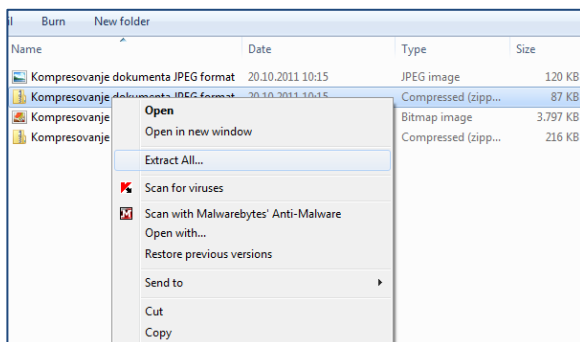 il Burn New folder
Name Date Type Size
Kompresovanje dokumenta JPEG format 20.10.2011 10:15 JPEG image 120 KB
Kompresovanje dokumenta JPEG format 20.10.2011 10:15 Compressed (zipp... 87 KB
Kompresovanje Bitmap image 3.797 KB
Kompresovanje Compressed (zipp... 216 KB
Open
Open in new window
Extract All...
Scan for viruses
Scan with Malwarebytes' Anti-Malware
Open with...
Restore previous versions
Send to
Cut
Copy